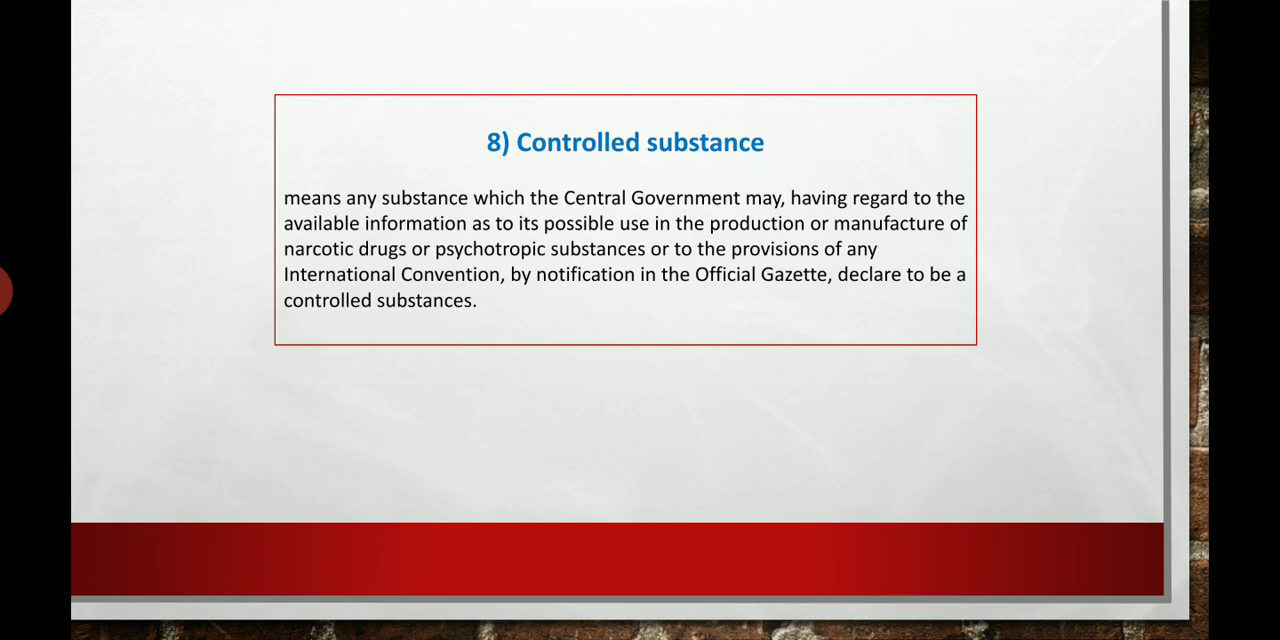 8) Controlled substance
means any substance which the Central Government may, having regard to the
available information as to its possible use in the production or manufacture of
narcotic drugs or psychotropic substances or to the provisions of any
International Convention, by notification in the Official Gazette, declare to be a
controlled substances.